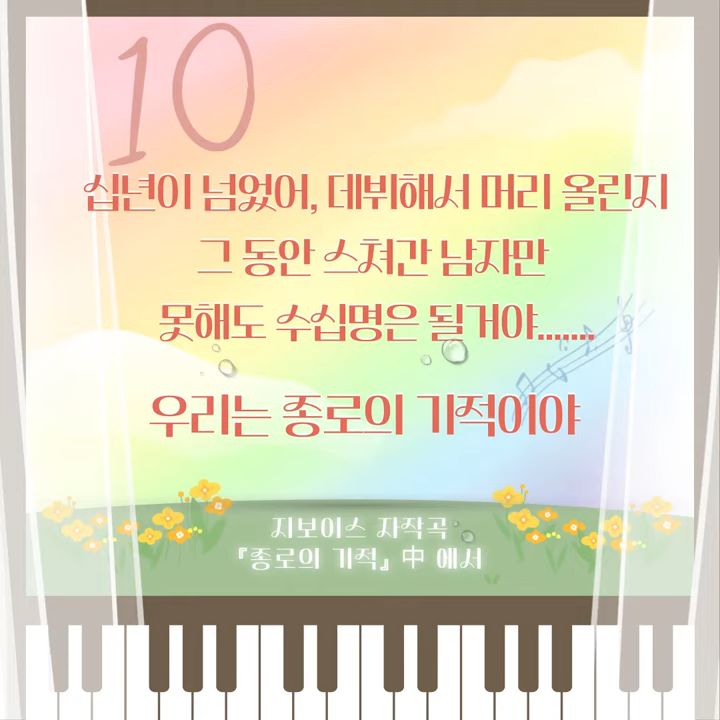 10
십년이 넘었어, 데뷔해서 머리 올린지
그 동안 스쳐간 남자만
못해도 수십명은 될거야.......
우리는 종로의 기적이야
지보이스 자작곡
『종로의 기적』 中 에서